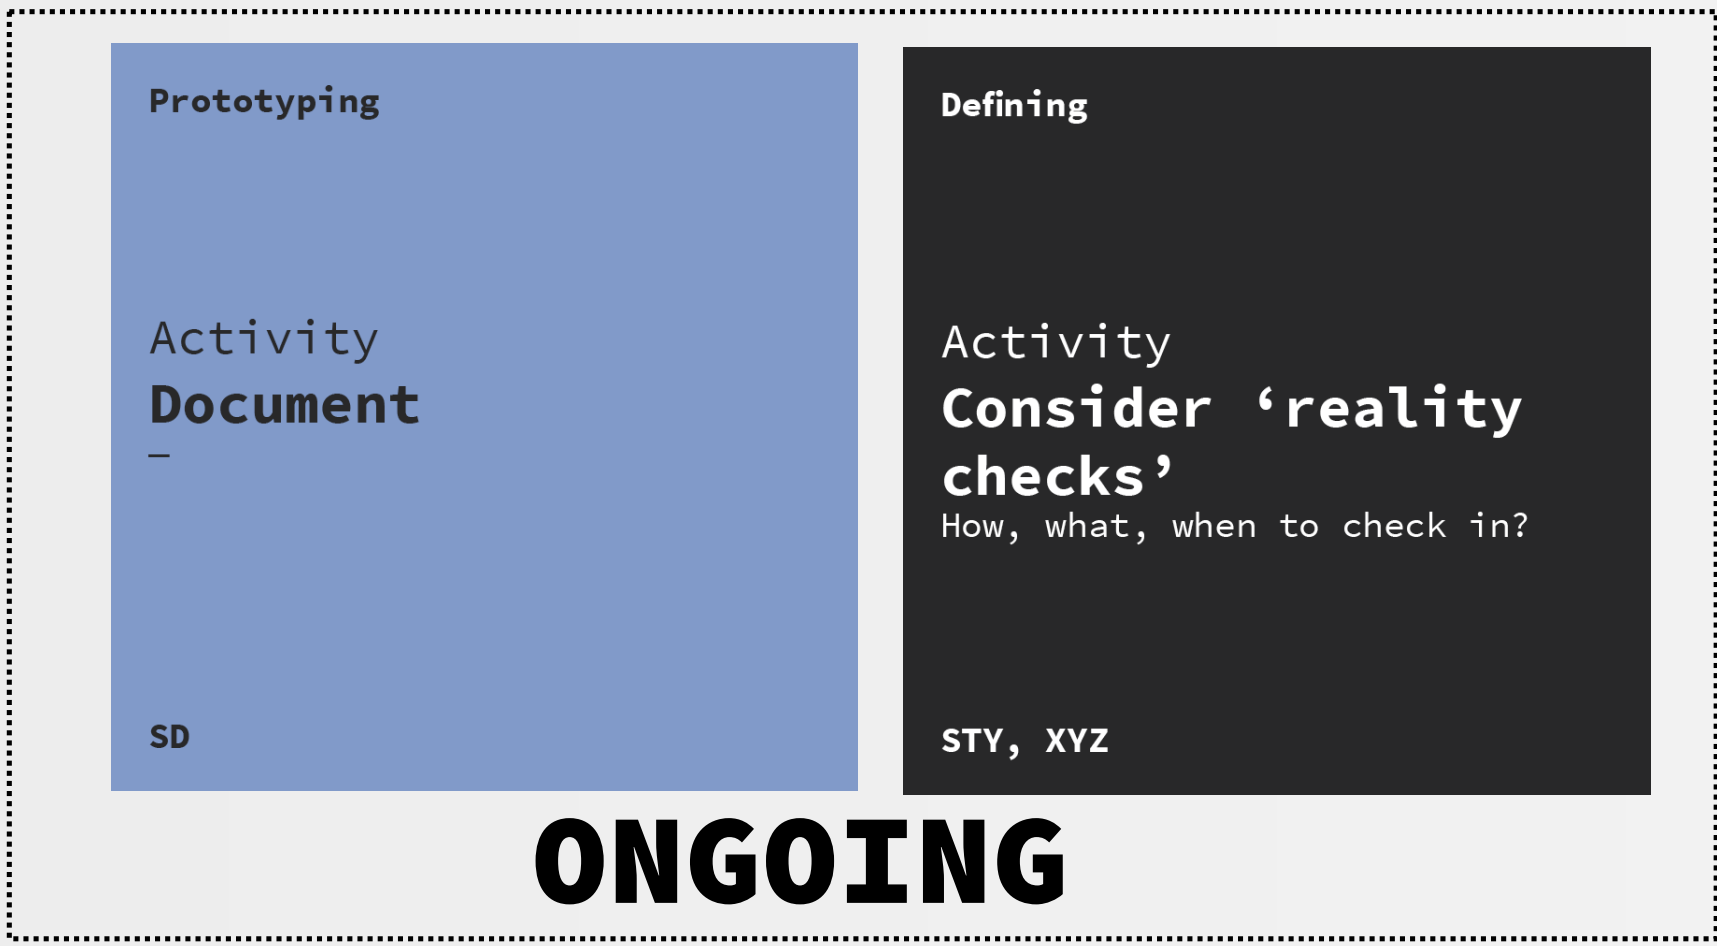 Prototyping
Activity
Document
—
SD
Defining
Activity
Consider ‘reality
checks’
How, what, when to check in?
STY, XYZ
ONGOING